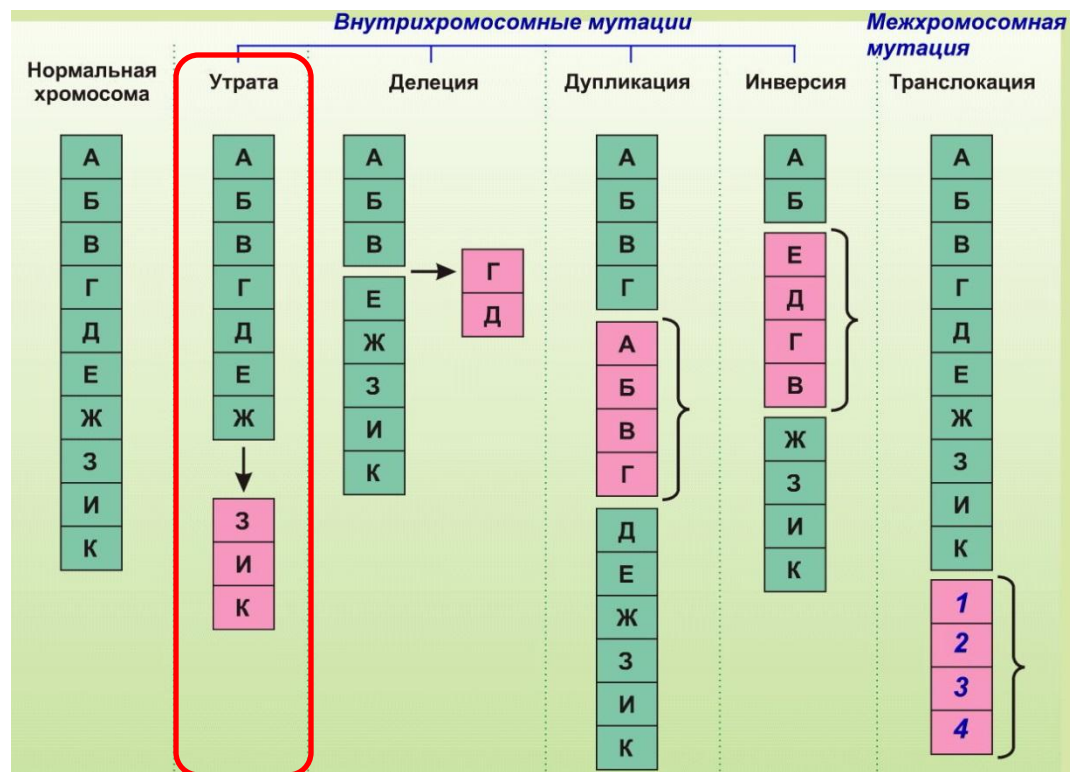 Внутрихромосомные мутации
Межхромосомная
мутация
Нормальная
хромосома
Утрата
Делеция
Дупликация
Инверсия
Транслокация
А
Б
В
Г
Д
Е
Ж
З
И
К
А
Б
В
Г
Д
Е
Ж
З
И
К
А
Б
В
Е
Ж
З
И
К
Г
Д
А
Б
В
Г
А
Б
В
Г
Д
Е
Ж
З
И
К
А
Б
Е
Д
Г
В
Ж
З
И
К
А
Б
В
Г
Д
Е
Ж
З
И
К
1
2
3
4